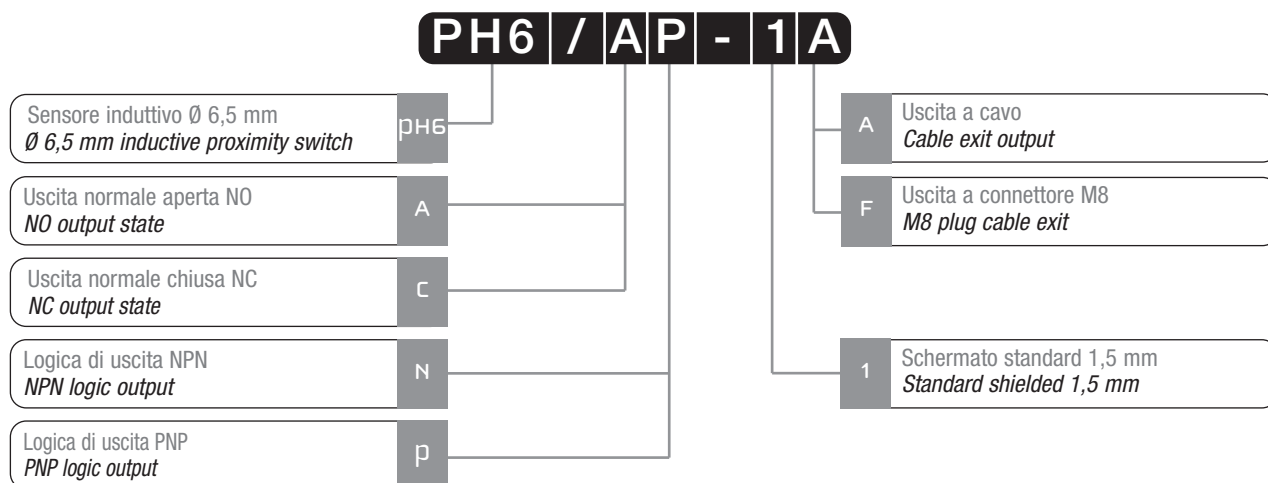 PH6/AP-1A
Sensore induttivo Ø 6,5 mm
Ø 6,5 mm inductive proximity switch
PH6
Uscita normale aperta NO
NO output state
A
Uscita normale chiusa NC
NC output state
C
Logica di uscita NPN
NPN logic output
N
Logica di uscita PNP
PNP logic output
P
A
Uscita a cavo
Cable exit output
F
Uscita a connettore M8
M8 plug cable exit
1
Schermato standard 1,5 mm
Standard shielded 1,5 mm